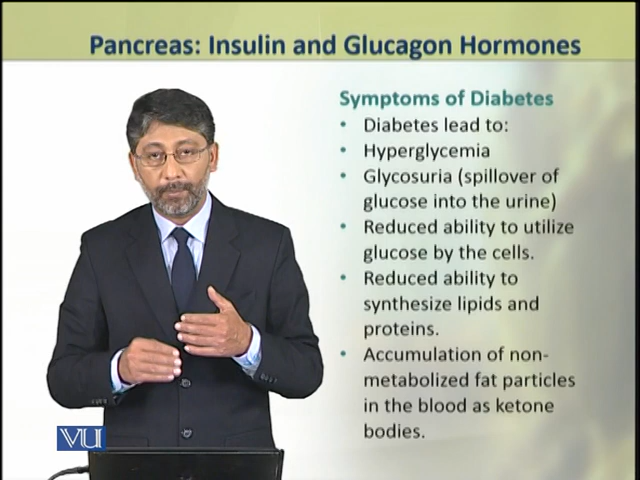 Pancreas: Insulin and Glucagon Hormones
Symptoms of Diabetes
• Diabetes lead to:
• Hyperglycemia
• Glycosuria (spillover of
glucose into the urine)
• Reduced ability to utilize
glucose by the cells.
• Reduced ability to
synthesize lipids and
proteins.
• Accumulation of non-
metabolized fat particles
in the blood as ketone
bodies.
VU